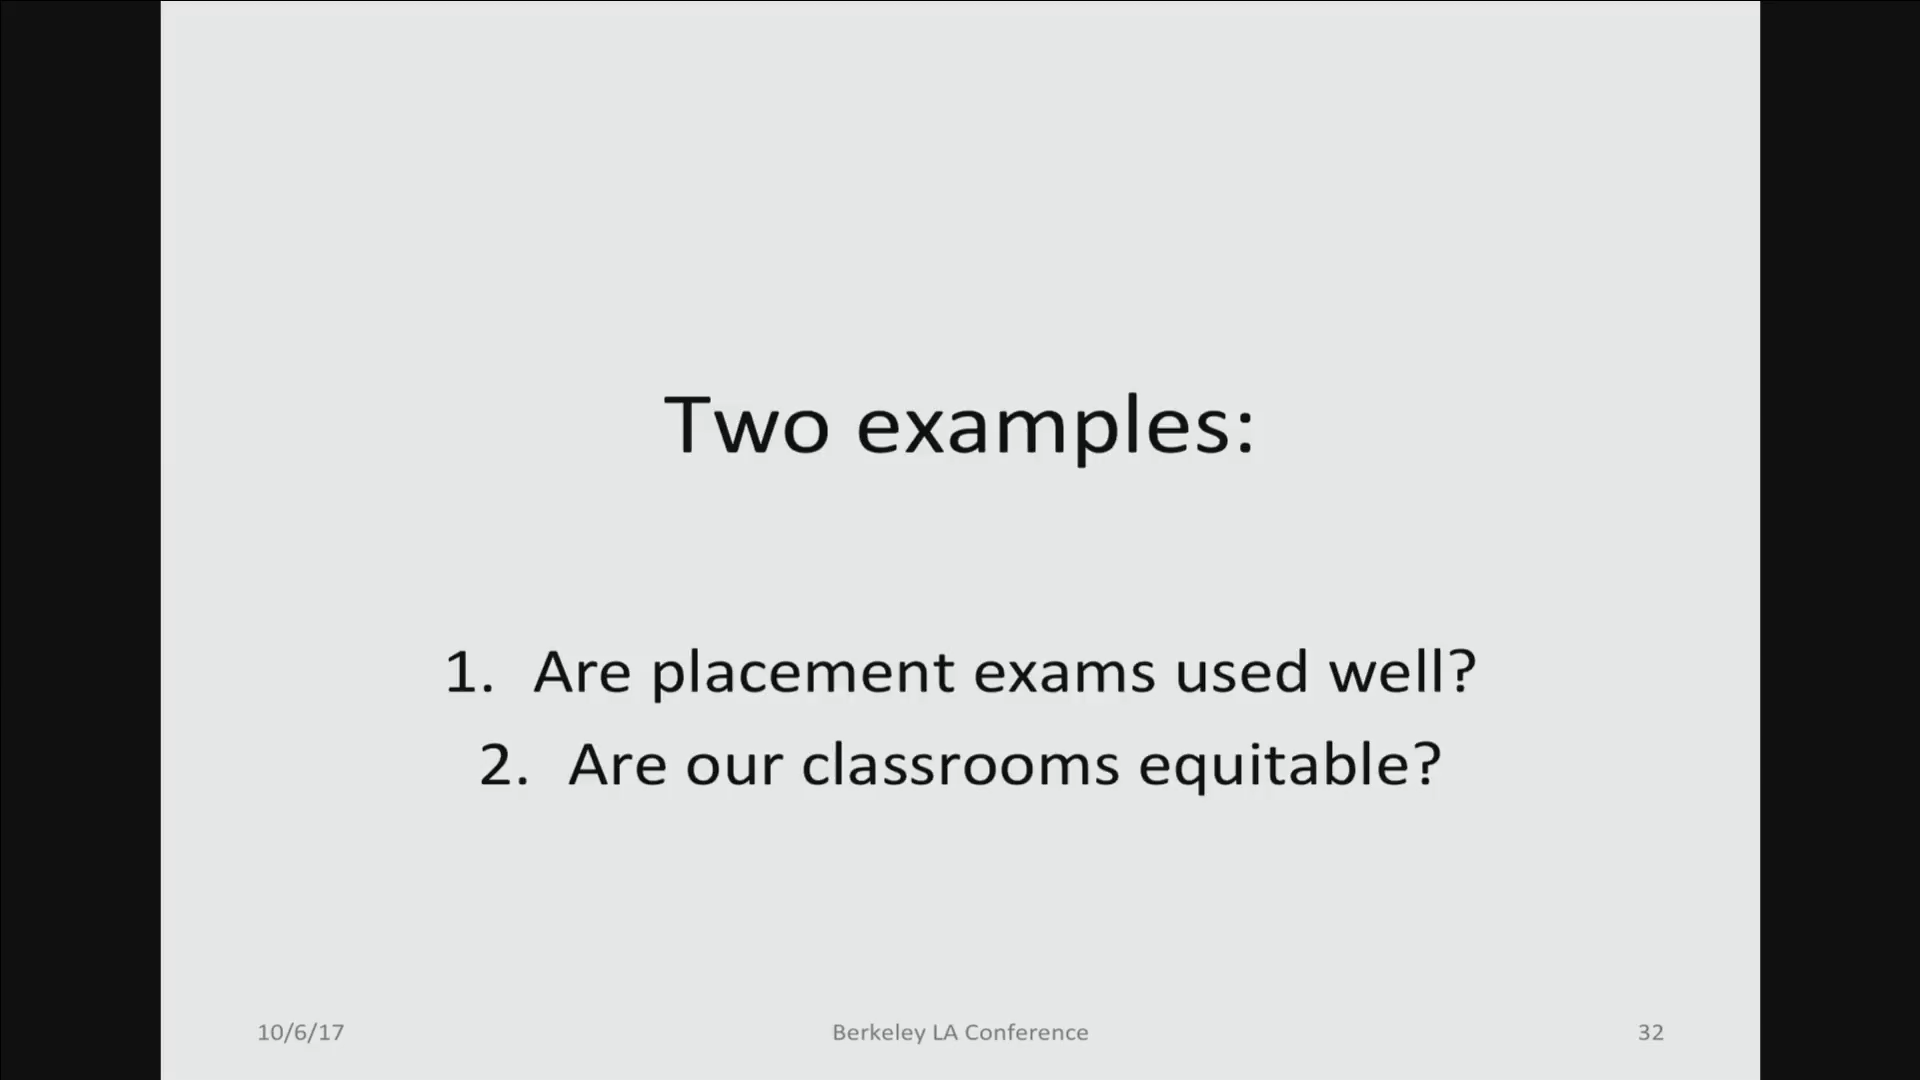 Two examples:
1. Are placement exams used well?
2. Are our classrooms equitable?
10/6/17 Berkeley LA Conference 32